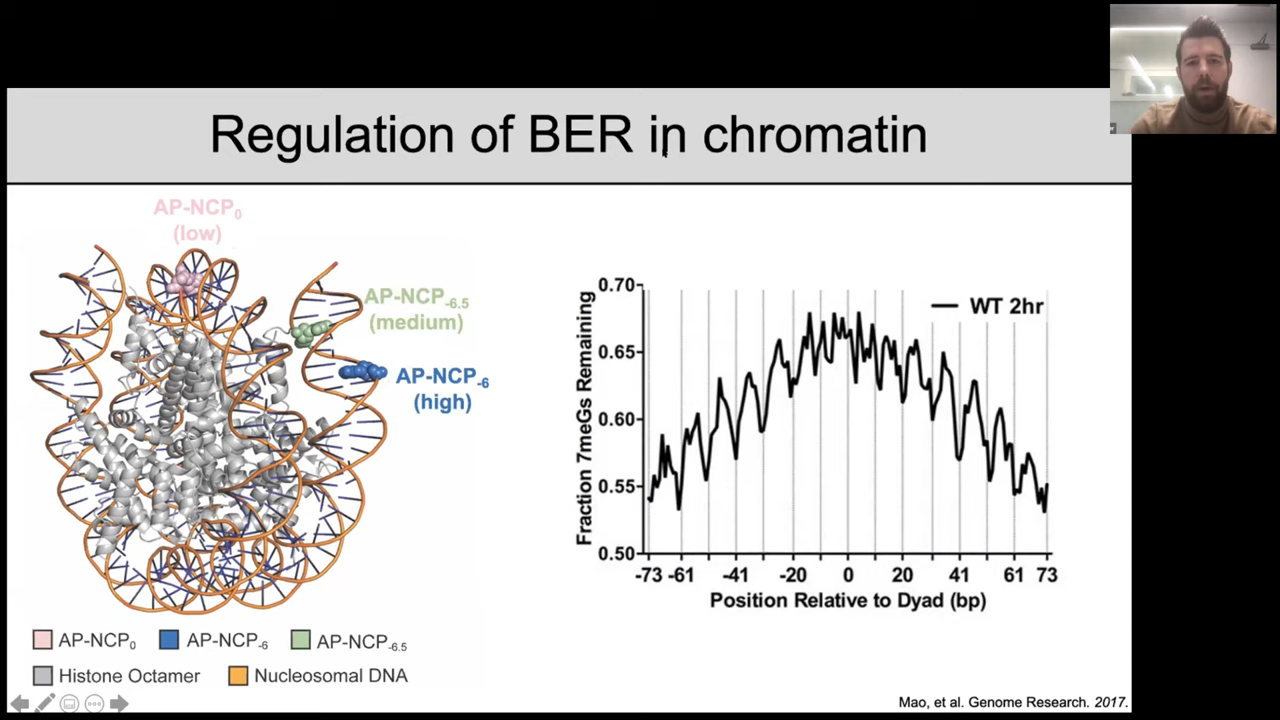 Regulation of BER in chromatin
AP-NCP0
(low)
AP-NCP-6.5
(medium)
AP-NCP-6
(high)
AP-NCP0
AP-NCP-6
AP-NCP-6.5
Histone Octamer
Nucleosomal DNA
Fraction 7meGs Remaining
0.70
0.65
0.60
0.55
0.50
WT 2hr
-73 -61 -41 -20 0 20 41 61 73
Position Relative to Dyad (bp)
Mao, et al. Genome Research. 2017.